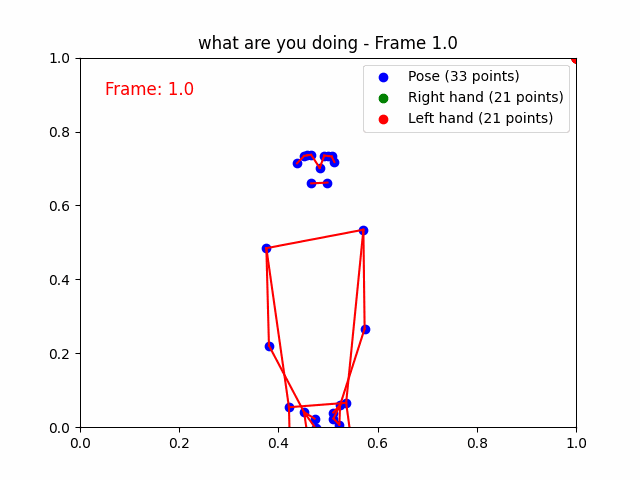 what are you doing - Frame 1.0
Frame: 1.0
Pose (33 points)
Right hand (21 points)
Left hand (21 points)
1.0
0.8
0.6
0.4
0.2
0.0
0.0 0.2 0.4 0.6 0.8 1.0